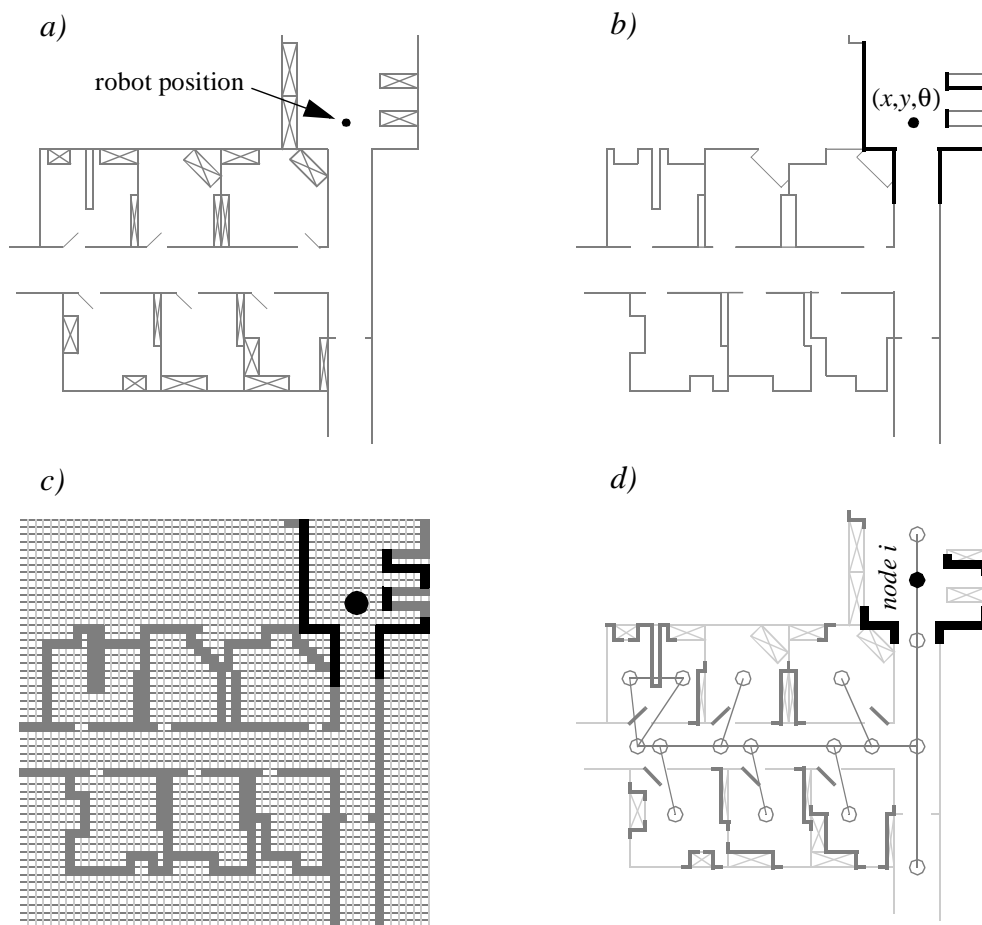 a)
robot position
b)
(x,y,θ)
c)
d)
node i